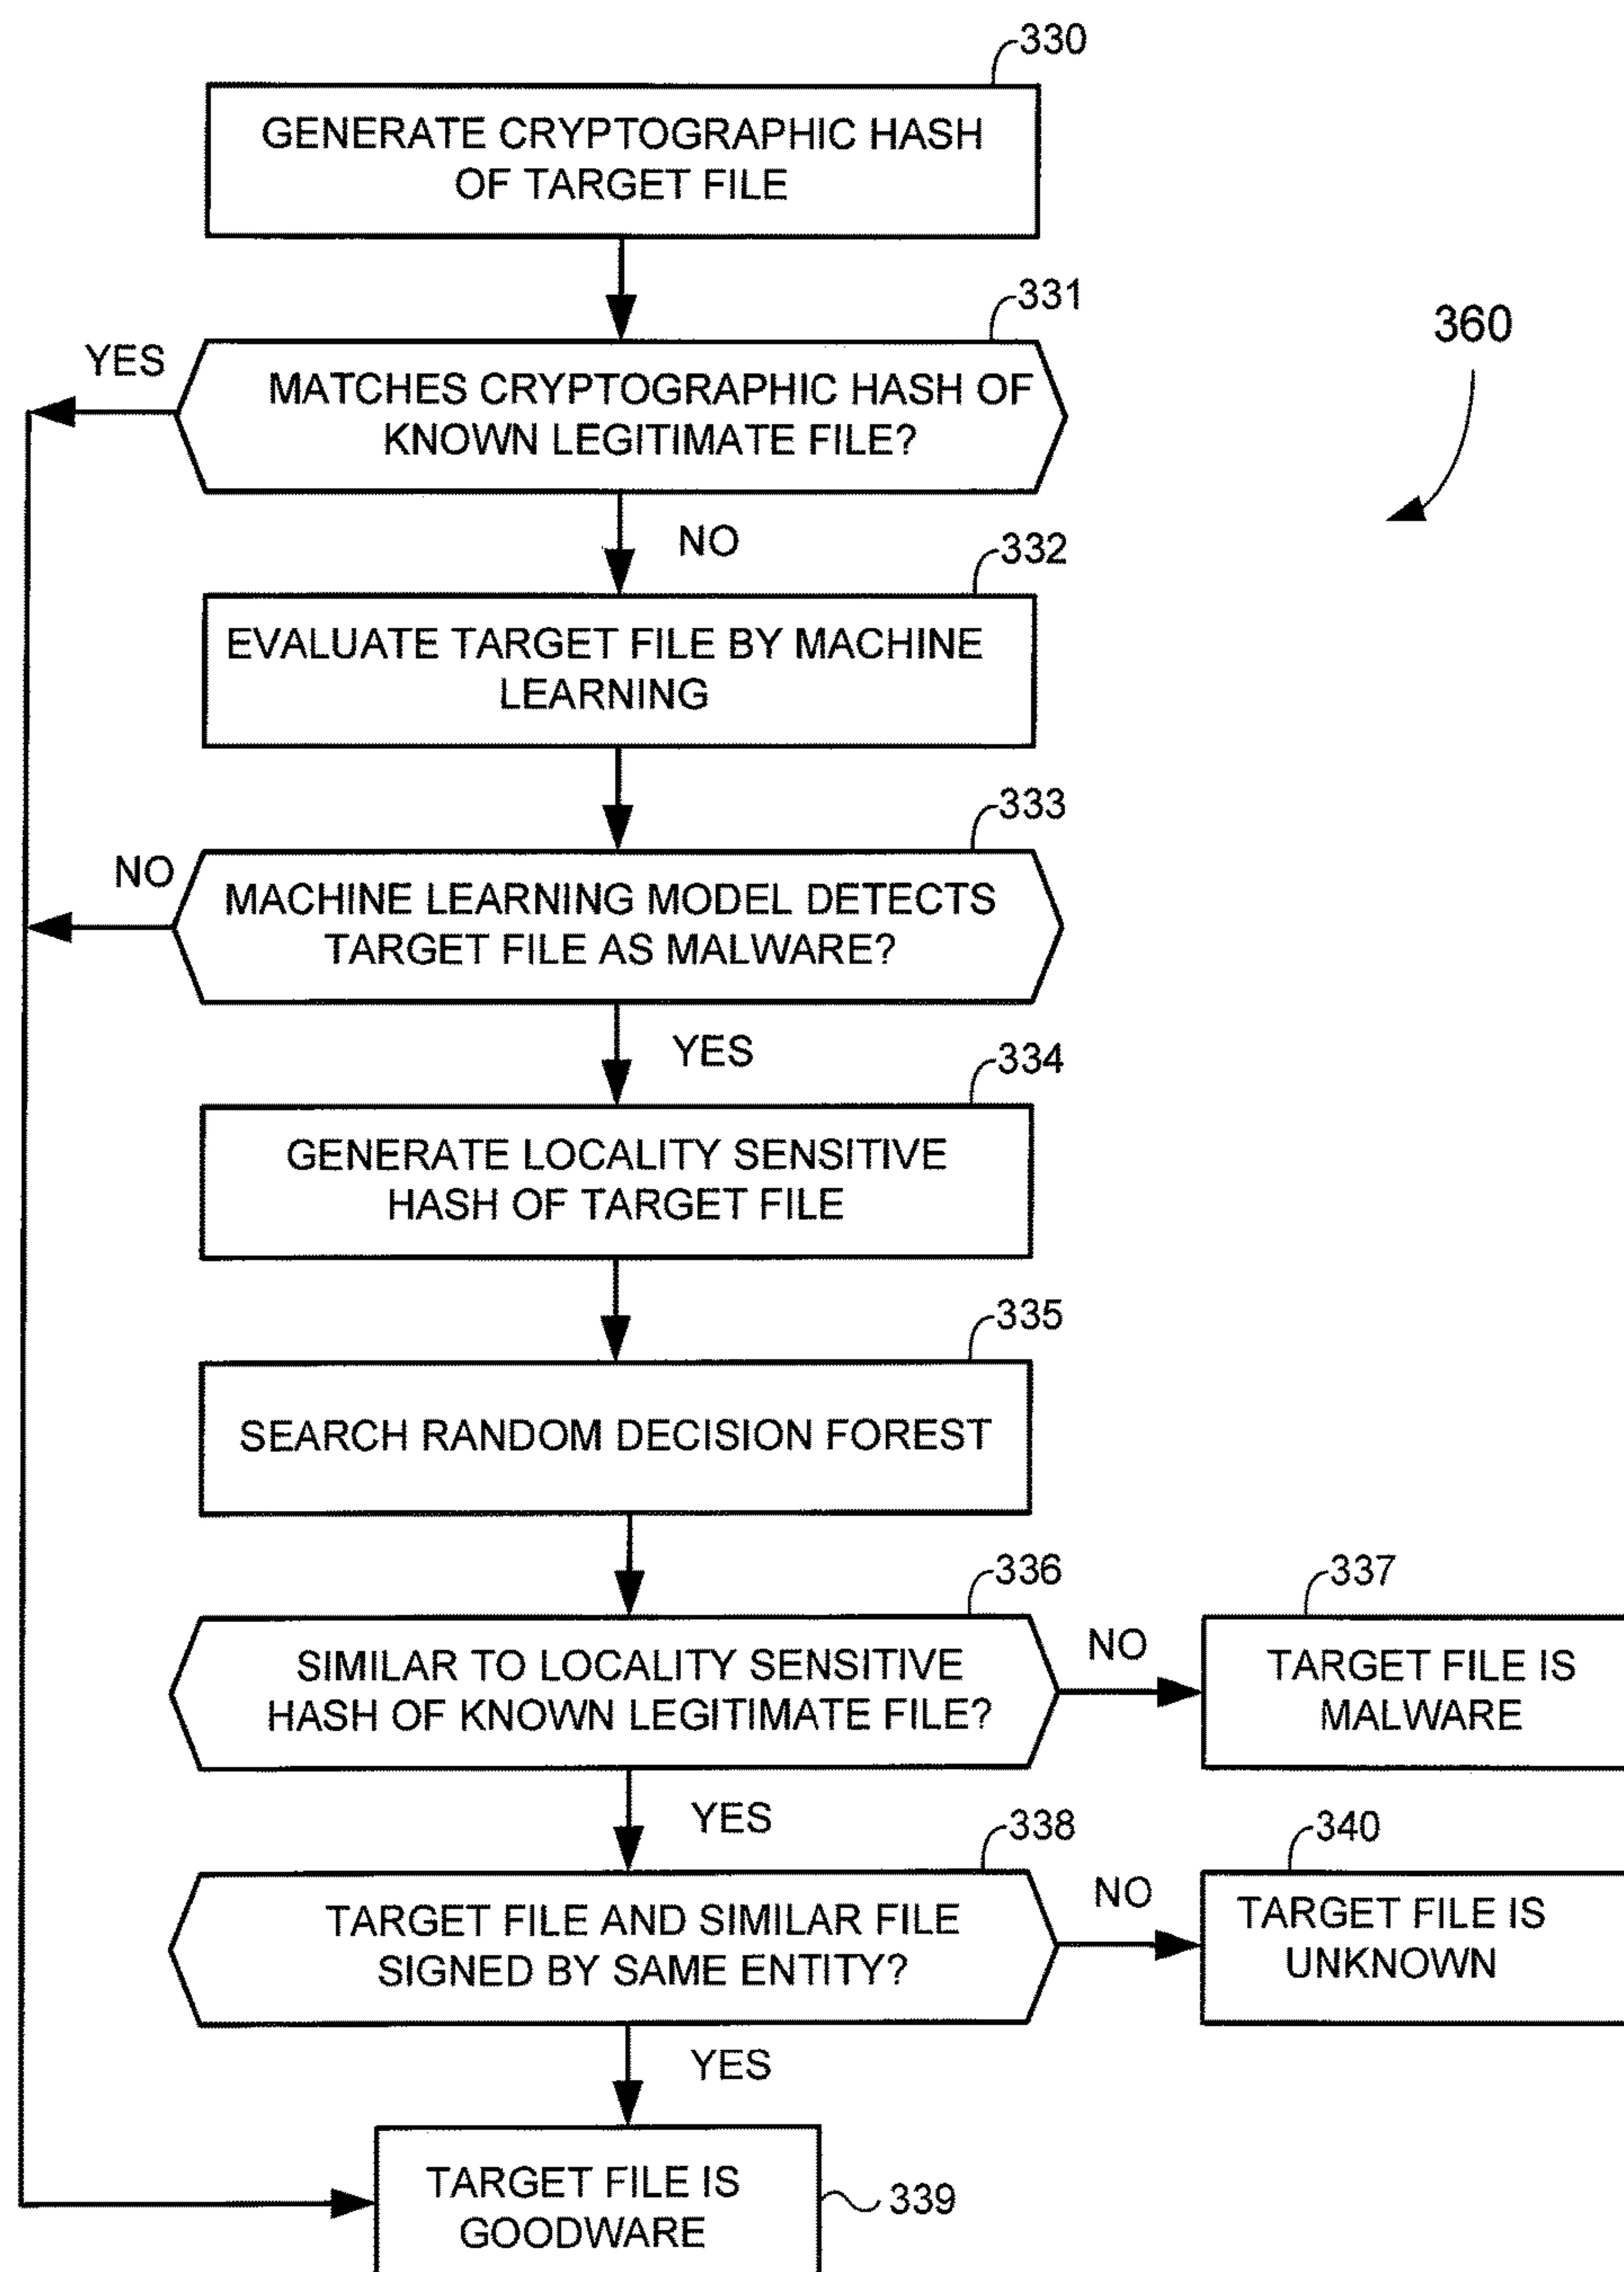 330
GENERATE CRYPTOGRAPHIC HASH
OF TARGET FILE
331
360
YES
MATCHES CRYPTOGRAPHIC HASH OF
KNOWN LEGITIMATE FILE?
NO
332
EVALUATE TARGET FILE BY MACHINE
LEARNING
333
NO
MACHINE LEARNING MODEL DETECTS
TARGET FILE AS MALWARE?
YES
334
GENERATE LOCALITY SENSITIVE
HASH OF TARGET FILE
335
SEARCH RANDOM DECISION FOREST
336
337
SIMILAR TO LOCALITY SENSITIVE
HASH OF KNOWN LEGITIMATE FILE?
NO
TARGET FILE IS
MALWARE
YES
338
340
TARGET FILE AND SIMILAR FILE
SIGNED BY SAME ENTITY?
NO
TARGET FILE IS
UNKNOWN
YES
TARGET FILE IS
GOODWARE
339